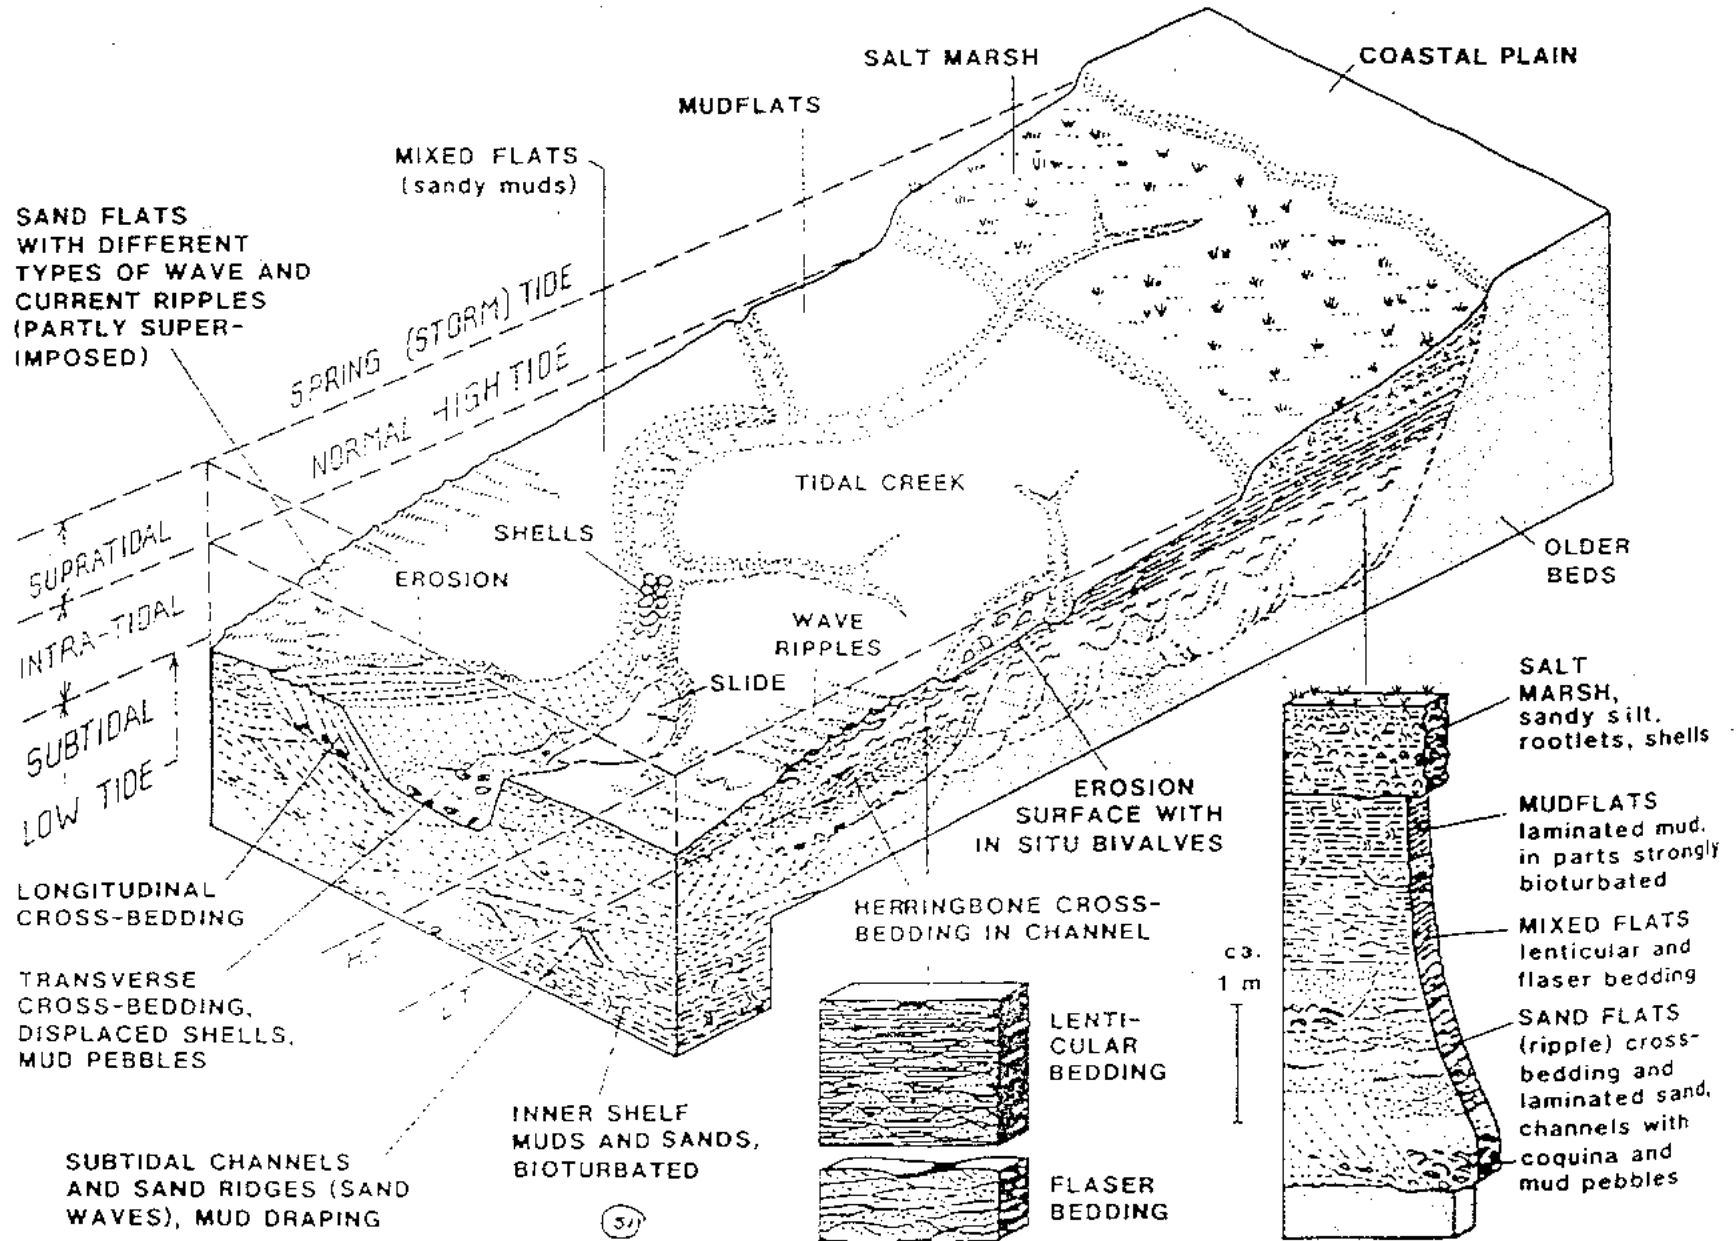 SALT MARSH
COASTAL PLAIN
MUDFLATS
MIXED FLATS
(sandy muds)
SAND FLATS
WITH DIFFERENT
TYPES OF WAVE AND
CURRENT RIPPLES
(PARTLY SUPER-
IMPOSED)
SPRING (STORM) TIDE
NORMAL HIGH TIDE
SUPRATIDAL
INTRA-TIDAL
SUBTIDAL
LOW TIDE
TIDAL CREEK
SHELLS
EROSION
WAVE
RIPPLES
SLIDE
OLDER
BEDS
EROSION
SURFACE WITH
IN SITU BIVALVES
LONGITUDINAL
CROSS-BEDDING
HERRINGBONE CROSS-
BEDDING IN CHANNEL
TRANSVERSE
CROSS-BEDDING,
DISPLACED SHELLS,
MUD PEBBLES
INNER SHELF
MUDS AND SANDS,
BIOTURBATED
SUBTIDAL CHANNELS
AND SAND RIDGES (SAND
WAVES), MUD DRAPING
LENTI-
CULAR
BEDDING
FLASER
BEDDING
ca.
1 m
SALT
MARSH,
sandy silt,
rootlets, shells
MUDFLATS
laminated mud,
in parts strongly
bioturbated
MIXED FLATS
lenticular and
flaser bedding
SAND FLATS
(ripple) cross-
bedding and
laminated sand,
channels with
coquina and
mud pebbles